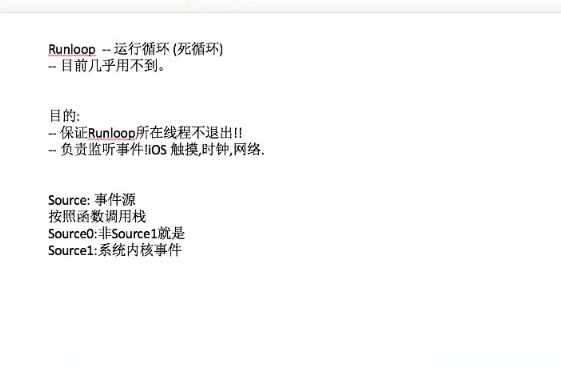 Runloop -- 运行循环 (死循环)
-- 目前几乎用不到。
目的:
-- 保证Runloop所在线程不退出!!
-- 负责监听事件!iOS 触摸,时钟,网络.
Source: 事件源
按照函数调用栈
Source0:非Source1就是
Source1:系统内核事件